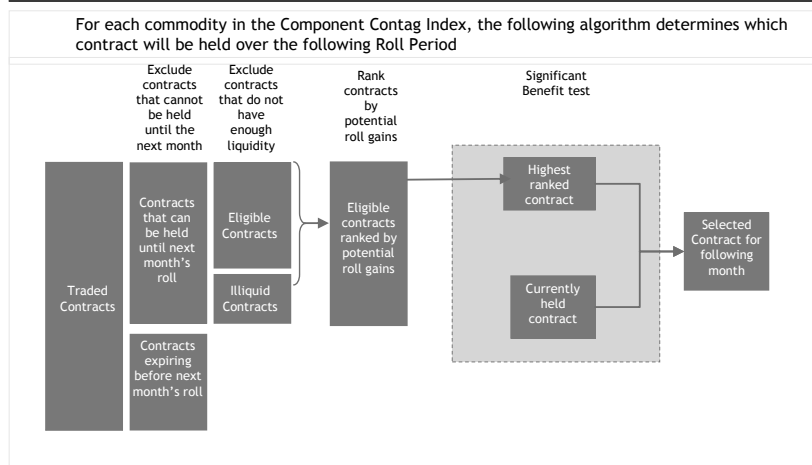 For each commodity in the Component Contag Index, the following algorithm determines which
contract will be held over the following Roll Period
Exclude
contracts
that cannot
be held
until the
next month
Exclude
contracts
that do not
have
enough
liquidity
Rank
contracts
by
potential
roll gains
Significant
Benefit test
Traded
Contracts
Contracts
that can
be held
until next
month's
roll
Contracts
expiring
before next
month's roll
Eligible
Contracts
Illiquid
Contracts
Eligible
contracts
ranked by
potential
roll gains
Highest
ranked
contract
Currently
held
contract
Selected
Contract for
following
month